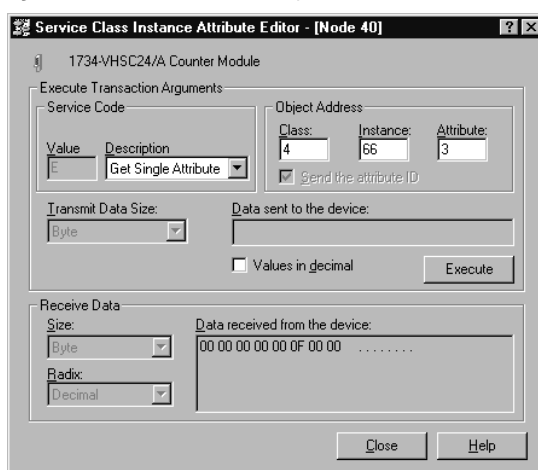 Service Class Instance Attribute Editor - [Node 40]
1734-VHSC24/A Counter Module
Execute Transaction Arguments
Service Code
Object Address
Value
Description
Class:
Instance:
Attribute:
E
Get Single Attribute
4
66
3
Send the attribute ID
Transmit Data Size:
Data sent to the device:
Byte
Values in decimal
Execute
Receive Data
Size:
Data received from the device:
Byte
00 00 00 00 00 0F 00 00 ........
Radix:
Decimal
Close
Help